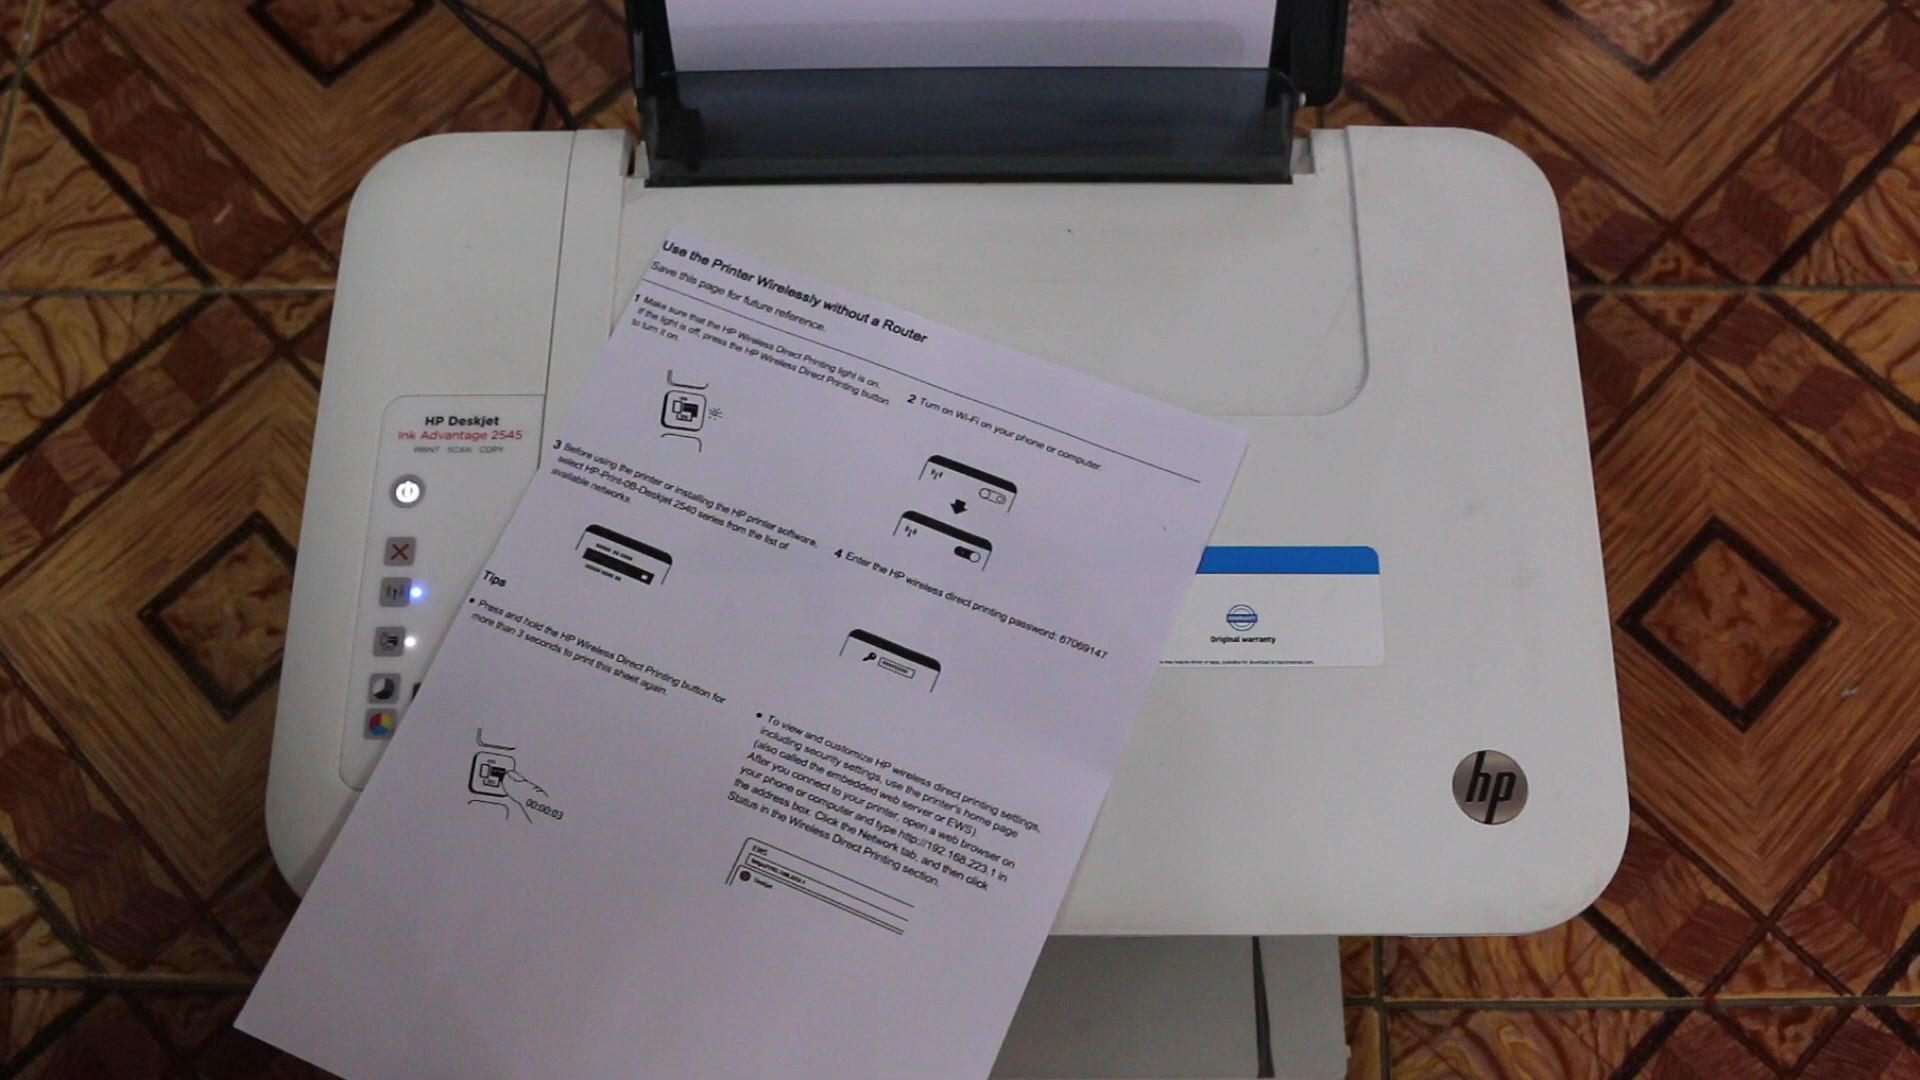 Use the Printer Wirelessly without a Router
Save this page for future reference.
1 Make sure that the HP Wireless Direct Printing light is on.
If the light is off, press the HP Wireless Direct Printing button
to turn it on.
2 Turn on Wi-Fi on your phone or computer.
3 Before using the printer or installing the HP printer software,
select HP-Print-0B-Deskjet 2540 series from the list of
available networks.
4 Enter the HP wireless direct printing password: 67069147
Tips
• Press and hold the HP Wireless Direct Printing button for
more than 3 seconds to print this sheet again.
00:00:03
• To view and customize HP wireless direct printing settings,
including security settings, use the printer's home page
(also called the embedded web server or EWS).
After you connect to your printer, open a web browser on
your phone or computer and type http://192.168.223.1 in
the address box. Click the Network tab, and then click
Status in the Wireless Direct Printing section.
EWS
HP Deskjet
Ink Advantage 2545
PRINT SCAN COPY
WARRANTY
Original warranty
hp